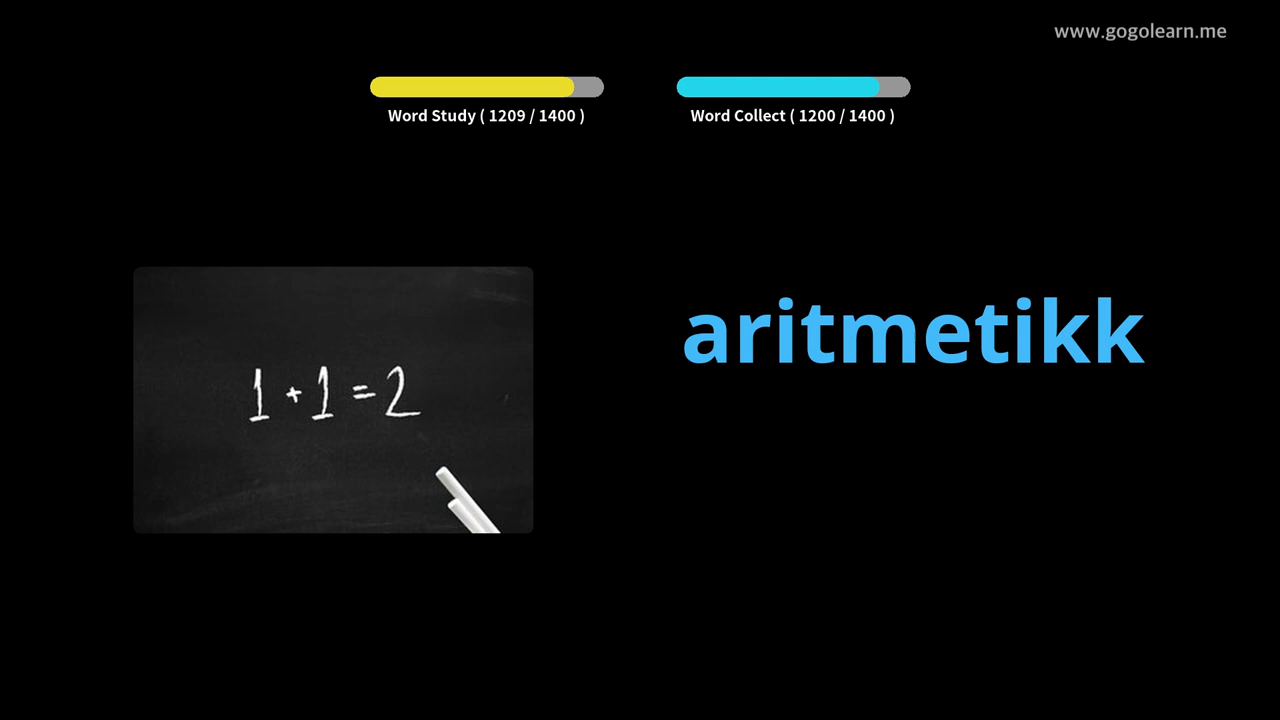 www.gogolearn.me
Word Study ( 1209 / 1400 )
Word Collect ( 1200 / 1400 )
aritmetikk
1 + 1 = 2